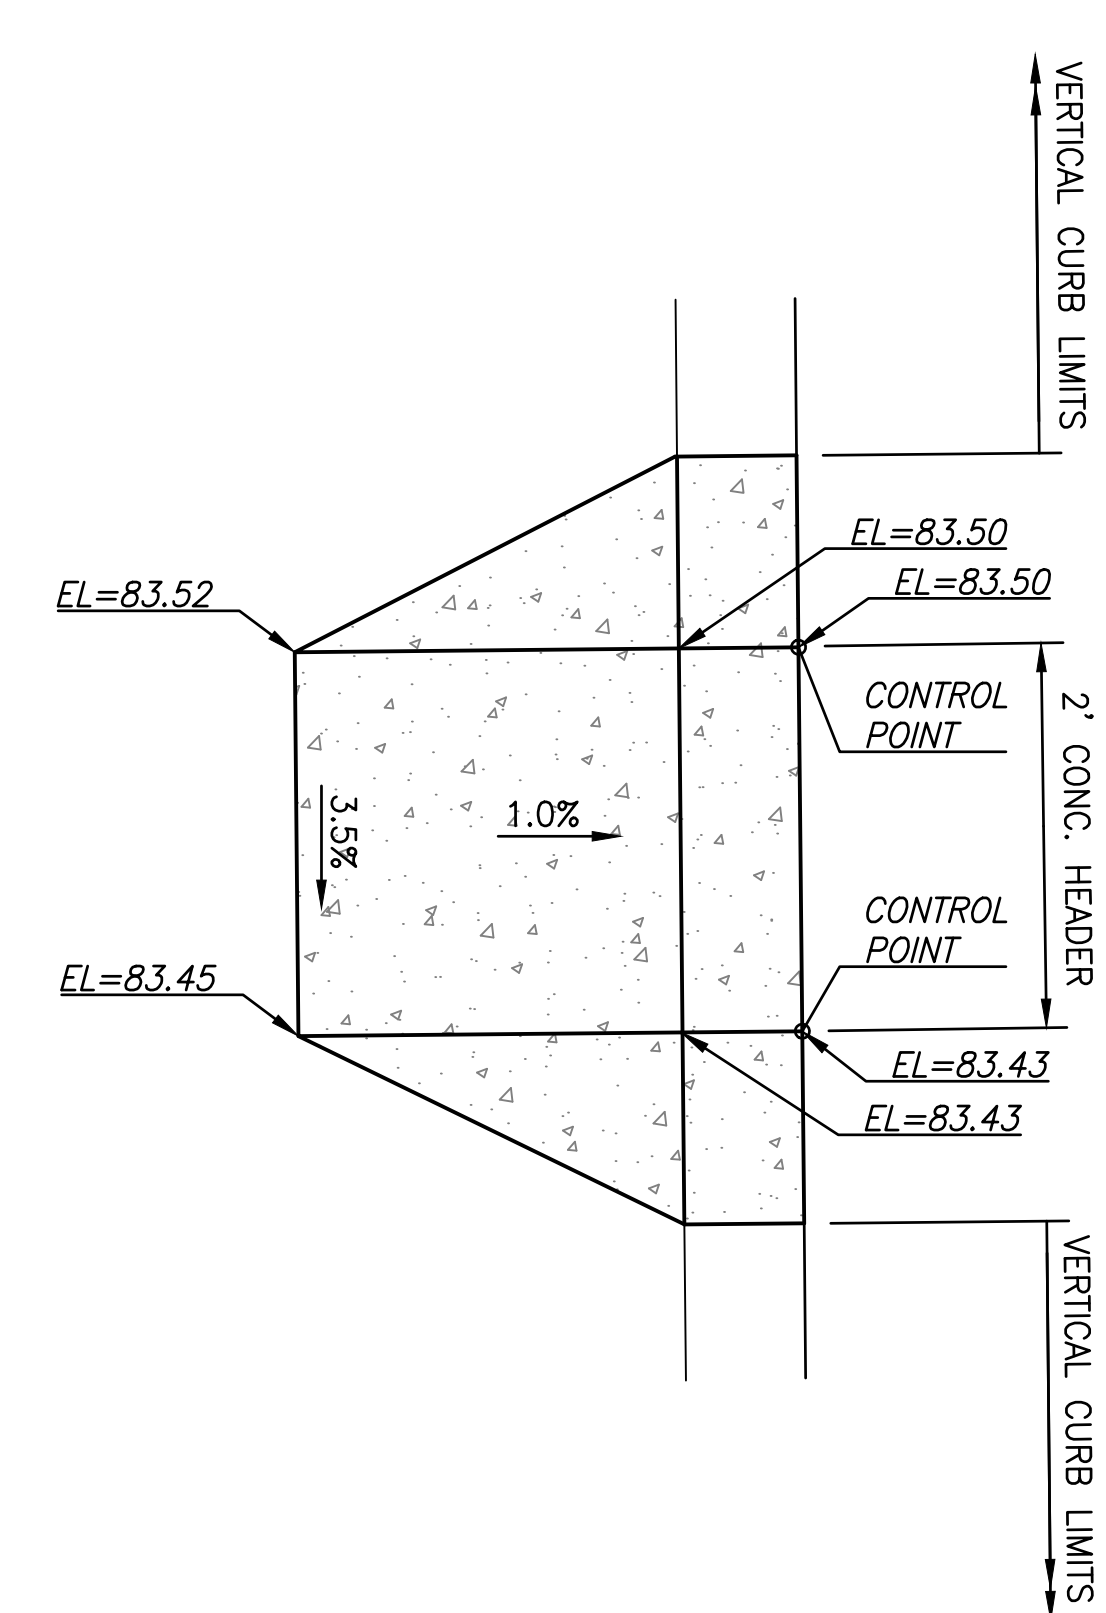 VERTICAL CURB LIMITS
EL=83.50
EL=83.50
EL=83.52
CONTROL
POINT
2' CONC. HEADER
3.5%
1.0%
CONTROL
POINT
EL=83.45
EL=83.43
EL=83.43
VERTICAL CURB LIMITS